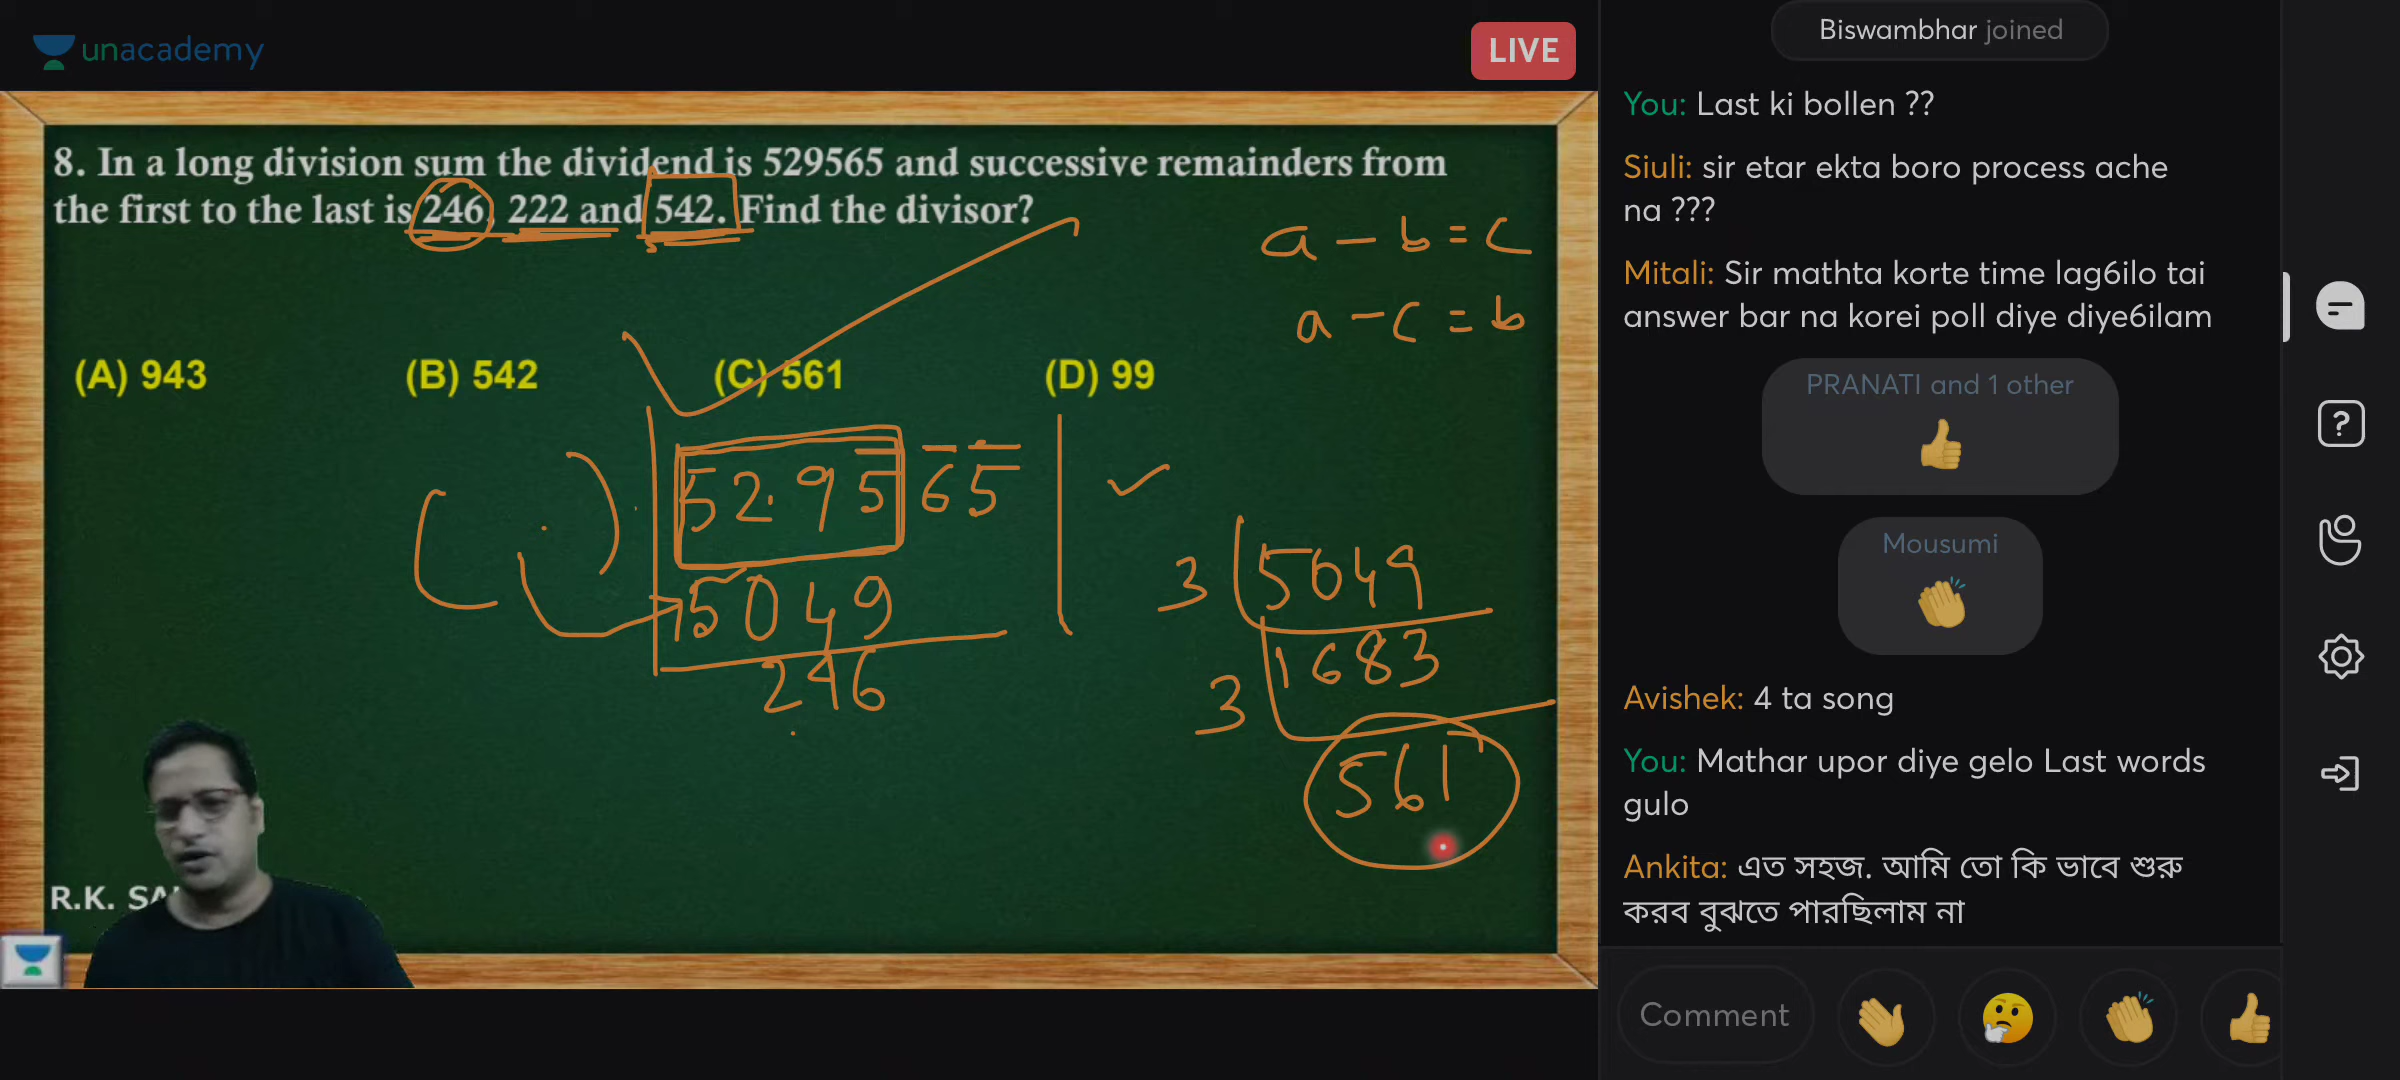 unacademy
LIVE
8. In a long division sum the dividend is 529565 and successive remainders from
the first to the last is 246, 222 and 542. Find the divisor?
a - b = c
a - c = b
(A) 943
(B) 542
(C) 561
(D) 99
529565
5049
246
3 5049
3 1683
561
R.K. SA
Biswambhar joined
You: Last ki bollen ??
Siuli: sir etar ekta boro process ache
na ???
Mitali: Sir mathta korte time lag6ilo tai
answer bar na korei poll diye diye6ilam
PRANATI and 1 other
Mousumi
Avishek: 4 ta song
You: Mathar upor diye gelo Last words
gulo
Ankita: এত সহজ. আমি তো কি ভাবে শুরু
করব বুঝতে পারছিলাম না
Comment